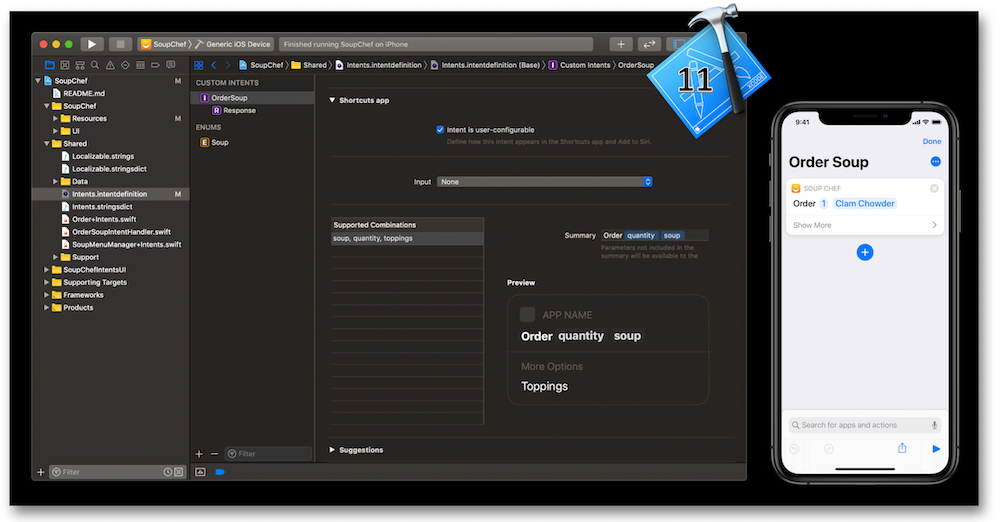 SoupChef
Generic iOS Device
Finished running SoupChef on iPhone
SoupChef
Shared
Intents.intentdefinition
Intents.intentdefinition (Base)
Custom Intents
OrderSoup
SoupChef M
README.md
SoupChef
Resources M
UI
Shared
Localizable.strings
Localizable.stringsdict
Data
Intents.intentdefinition M
Intents.stringsdict
Order+Intents.swift
OrderSoupIntentHandler.swift
SoupMenuManager+Intents.swift
Support
SoupChefIntentsUI
Supporting Targets
Frameworks
Products
Filter
CUSTOM INTENTS
I OrderSoup
R Response
ENUMS
E Soup
Filter
Shortcuts app
Intent is user-configurable
Define how this intent appears in the Shortcuts app and Add to Siri.
Input None
Supported Combinations
soup, quantity, toppings
Summary Order quantity soup
Parameters not included in the
summary will be available to the
Preview
APP NAME
Order quantity soup
More Options
Toppings
Suggestions
11
XCODE
9:41
Done
Order Soup
SOUP CHEF
Order 1 Clam Chowder
Show More
Search for apps and actions